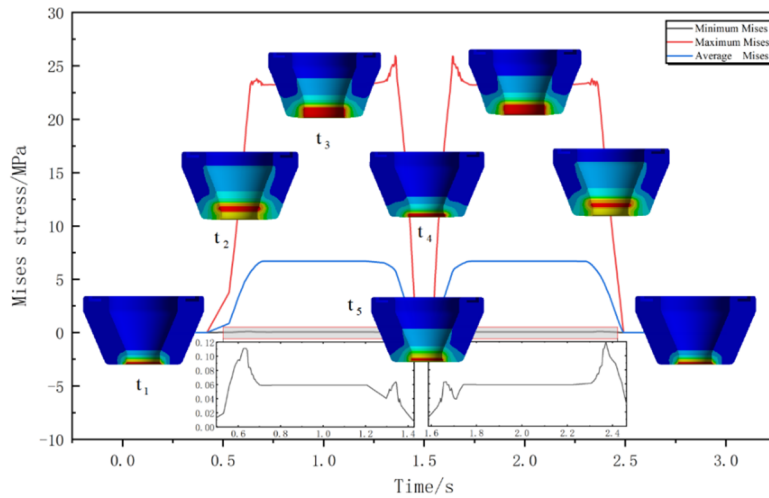 30
25
20
15
10
5
0
-5
-10
Mises stress/MPa
Minimum Mises
Maximum Mises
Average Mises
t3
t2
t4
t5
t1
0.12
0.10
0.08
0.06
0.04
0.02
0.00
0.6 0.8 1.0 1.2 1.4
1.6 1.8 2.0 2.2 2.4
0.0 0.5 1.0 1.5 2.0 2.5 3.0
Time/s